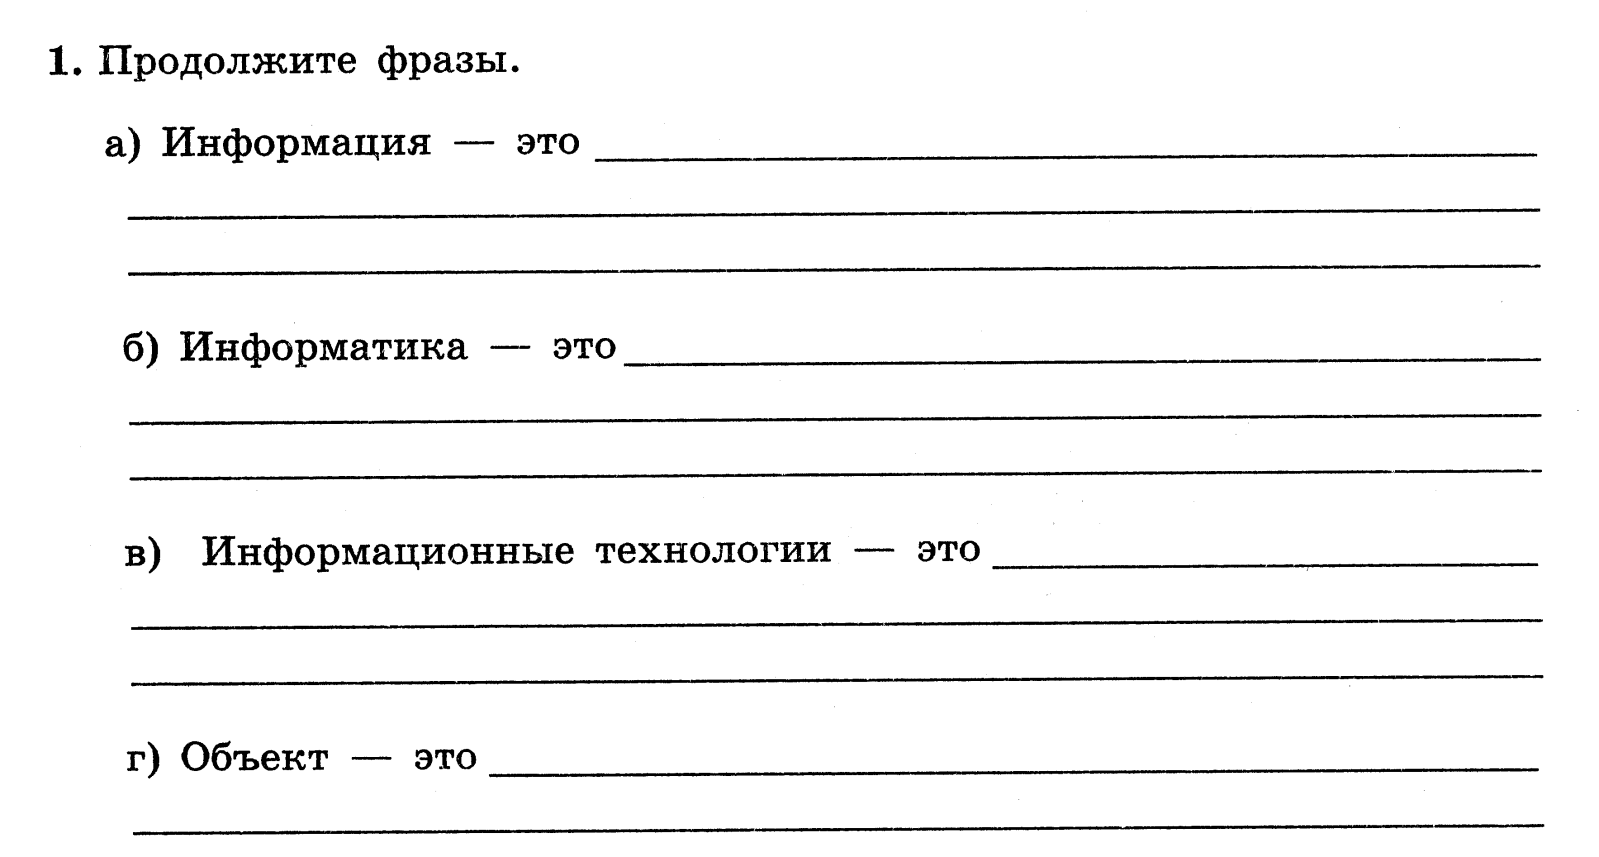 1. Продолжите фразы.
а) Информация — это
б) Информатика — это
в) Информационные технологии — это
г) Объект — это